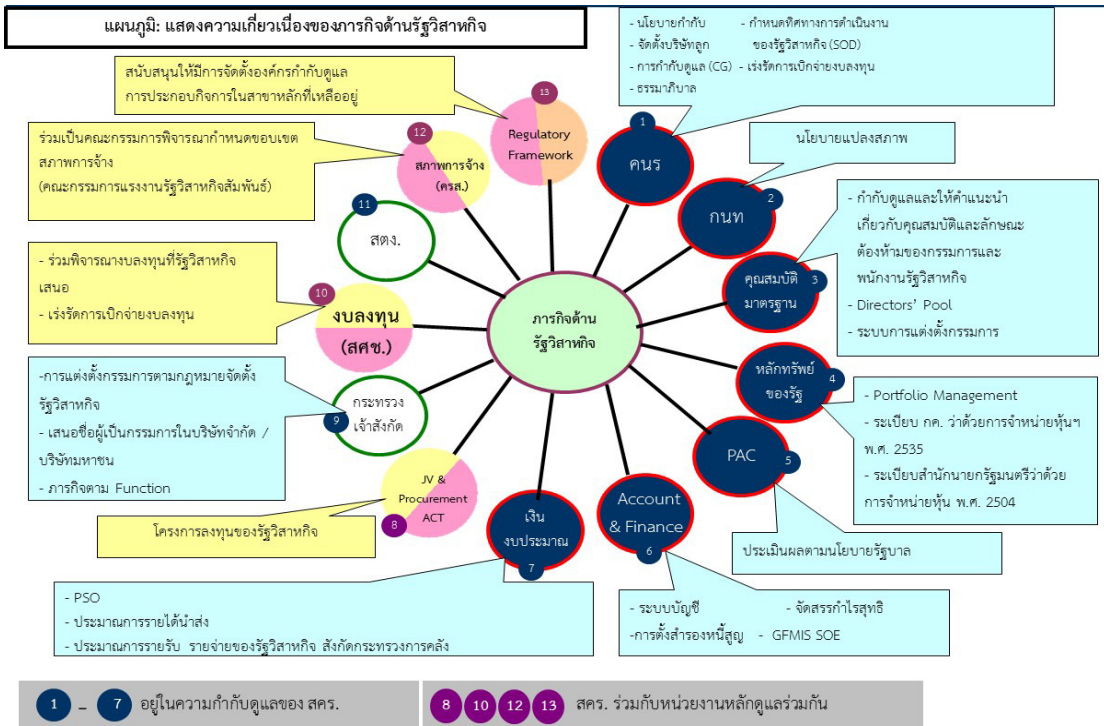 แผนภูมิ: แสดงความเกี่ยวเนื่องของภารกิจด้านรัฐวิสาหกิจ
ภารกิจด้าน
รัฐวิสาหกิจ
1
คนร
- นโยบายกำกับ - กำหนดทิศทางการดำเนินงาน
- จัดตั้งบริษัทลูก ของรัฐวิสาหกิจ (SOD)
- การกำกับดูแล (CG) - เร่งรัดการเบิกจ่ายงบลงทุน
- ธรรมาภิบาล
2
กนท
นโยบายแปลงสภาพ
3
คุณสมบัติ
มาตรฐาน
- กำกับดูแลและให้คำแนะนำ
เกี่ยวกับคุณสมบัติและลักษณะ
ต้องห้ามของกรรมการและ
พนักงานรัฐวิสาหกิจ
- Directors' Pool
- ระบบการแต่งตั้งกรรมการ
4
หลักทรัพย์
ของรัฐ
- Portfolio Management
- ระเบียบ กค. ว่าด้วยการจำหน่ายหุ้นฯ
พ.ศ. 2535
- ระเบียบสำนักนายกรัฐมนตรีว่าด้วย
การจำหน่ายหุ้น พ.ศ. 2504
5
PAC
ประเมินผลตามนโยบายรัฐบาล
6
Account
& Finance
- ระบบบัญชี - จัดสรรกำไรสุทธิ
-การตั้งสำรองหนี้สูญ - GFMIS SOE
7
เงิน
งบประมาณ
- PSO
- ประมาณการรายได้นำส่ง
- ประมาณการรายรับ รายจ่ายของรัฐวิสาหกิจ สังกัดกระทรวงการคลัง
8
JV &
Procurement
ACT
โครงการลงทุนของรัฐวิสาหกิจ
9
กระทรวง
เจ้าสังกัด
-การแต่งตั้งกรรมการตามกฎหมายจัดตั้ง
รัฐวิสาหกิจ
- เสนอชื่อผู้เป็นกรรมการในบริษัทจำกัด /
บริษัทมหาชน
- ภารกิจตาม Function
10
งบลงทุน
(สศช.)
- ร่วมพิจารณางบลงทุนที่รัฐวิสาหกิจ
เสนอ
- เร่งรัดการเบิกจ่ายงบลงทุน
11
สตง.
12
สภาพการจ้าง
(ครส.)
ร่วมเป็นคณะกรรมการพิจารณากำหนดขอบเขต
สภาพการจ้าง
(คณะกรรมการแรงงานรัฐวิสาหกิจสัมพันธ์)
13
Regulatory
Framework
สนับสนุนให้มีการจัดตั้งองค์กรกำกับดูแล
การประกอบกิจการในสาขาหลักที่เหลืออยู่
1 – 7 อยู่ในความกำกับดูแลของ สคร.
8 10 12 13 สคร. ร่วมกับหน่วยงานหลักดูแลร่วมกัน